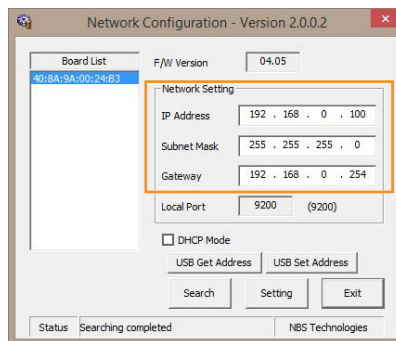 Network Configuration - Version 2.0.0.2
Board List
40:8A:9A:00:24:B3
F/W Version 04.05
Network Setting
IP Address 192 . 168 . 0 . 100
Subnet Mask 255 . 255 . 255 . 0
Gateway 192 . 168 . 0 . 254
Local Port 9200 (9200)
DHCP Mode
USB Get Address USB Set Address
Search Setting Exit
Status Searching completed NBS Technologies